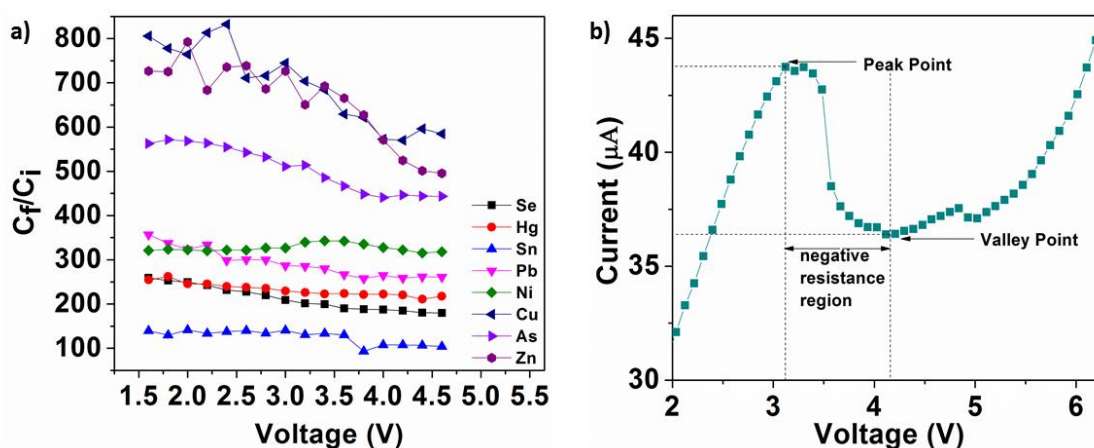 a)
C_f/C_i
800
700
600
500
400
300
200
100
Se
Hg
Sn
Pb
Ni
Cu
As
Zn
1.5 2.0 2.5 3.0 3.5 4.0 4.5 5.0 5.5
Voltage (V)
b)
Current (μA)
45
40
35
30
Peak Point
Valley Point
negative
resistance
region
2 3 4 5 6
Voltage (V)